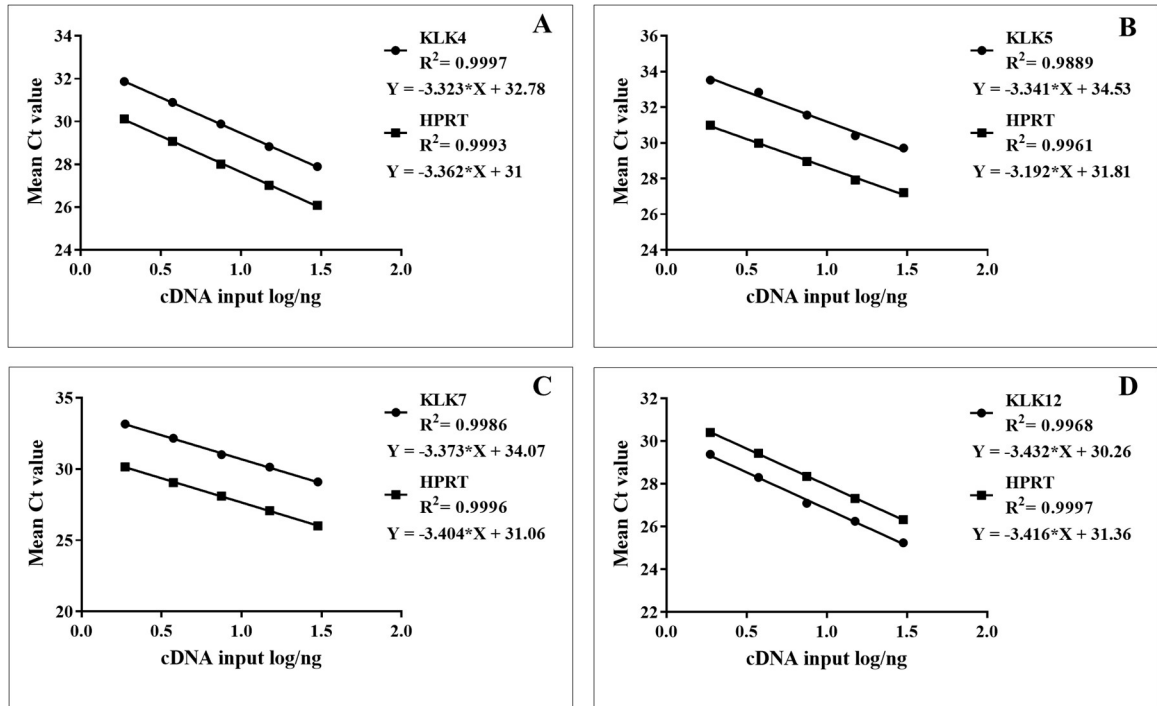 A
34
32
30
28
26
24
Mean Ct value
0.0 0.5 1.0 1.5 2.0
cDNA input log/ng
KLK4
R²= 0.9997
Y = -3.323*X + 32.78
HPRT
R²= 0.9993
Y = -3.362*X + 31
B
36
34
32
30
28
26
24
Mean Ct value
0.0 0.5 1.0 1.5 2.0
cDNA input log/ng
KLK5
R²= 0.9889
Y = -3.341*X + 34.53
HPRT
R²= 0.9961
Y = -3.192*X + 31.81
C
35
30
25
20
Mean Ct value
0.0 0.5 1.0 1.5 2.0
cDNA input log/ng
KLK7
R²= 0.9986
Y = -3.373*X + 34.07
HPRT
R²= 0.9996
Y = -3.404*X + 31.06
D
32
30
28
26
24
22
Mean Ct value
0.0 0.5 1.0 1.5 2.0
cDNA input log/ng
KLK12
R²= 0.9968
Y = -3.432*X + 30.26
HPRT
R²= 0.9997
Y = -3.416*X + 31.36